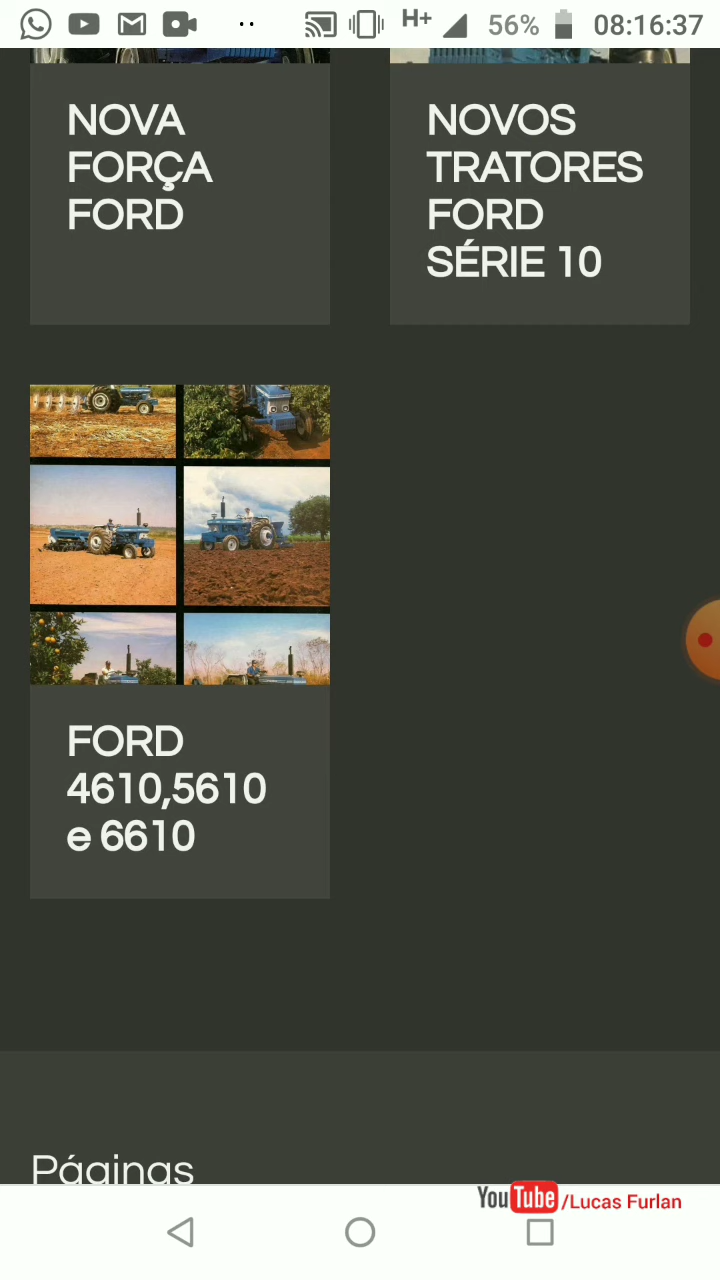 H+ 56% 08:16:37
NOVA
FORÇA
FORD
NOVOS
TRATORES
FORD
SÉRIE 10
FORD
4610,5610
e 6610
Páginas
YouTube /Lucas Furlan